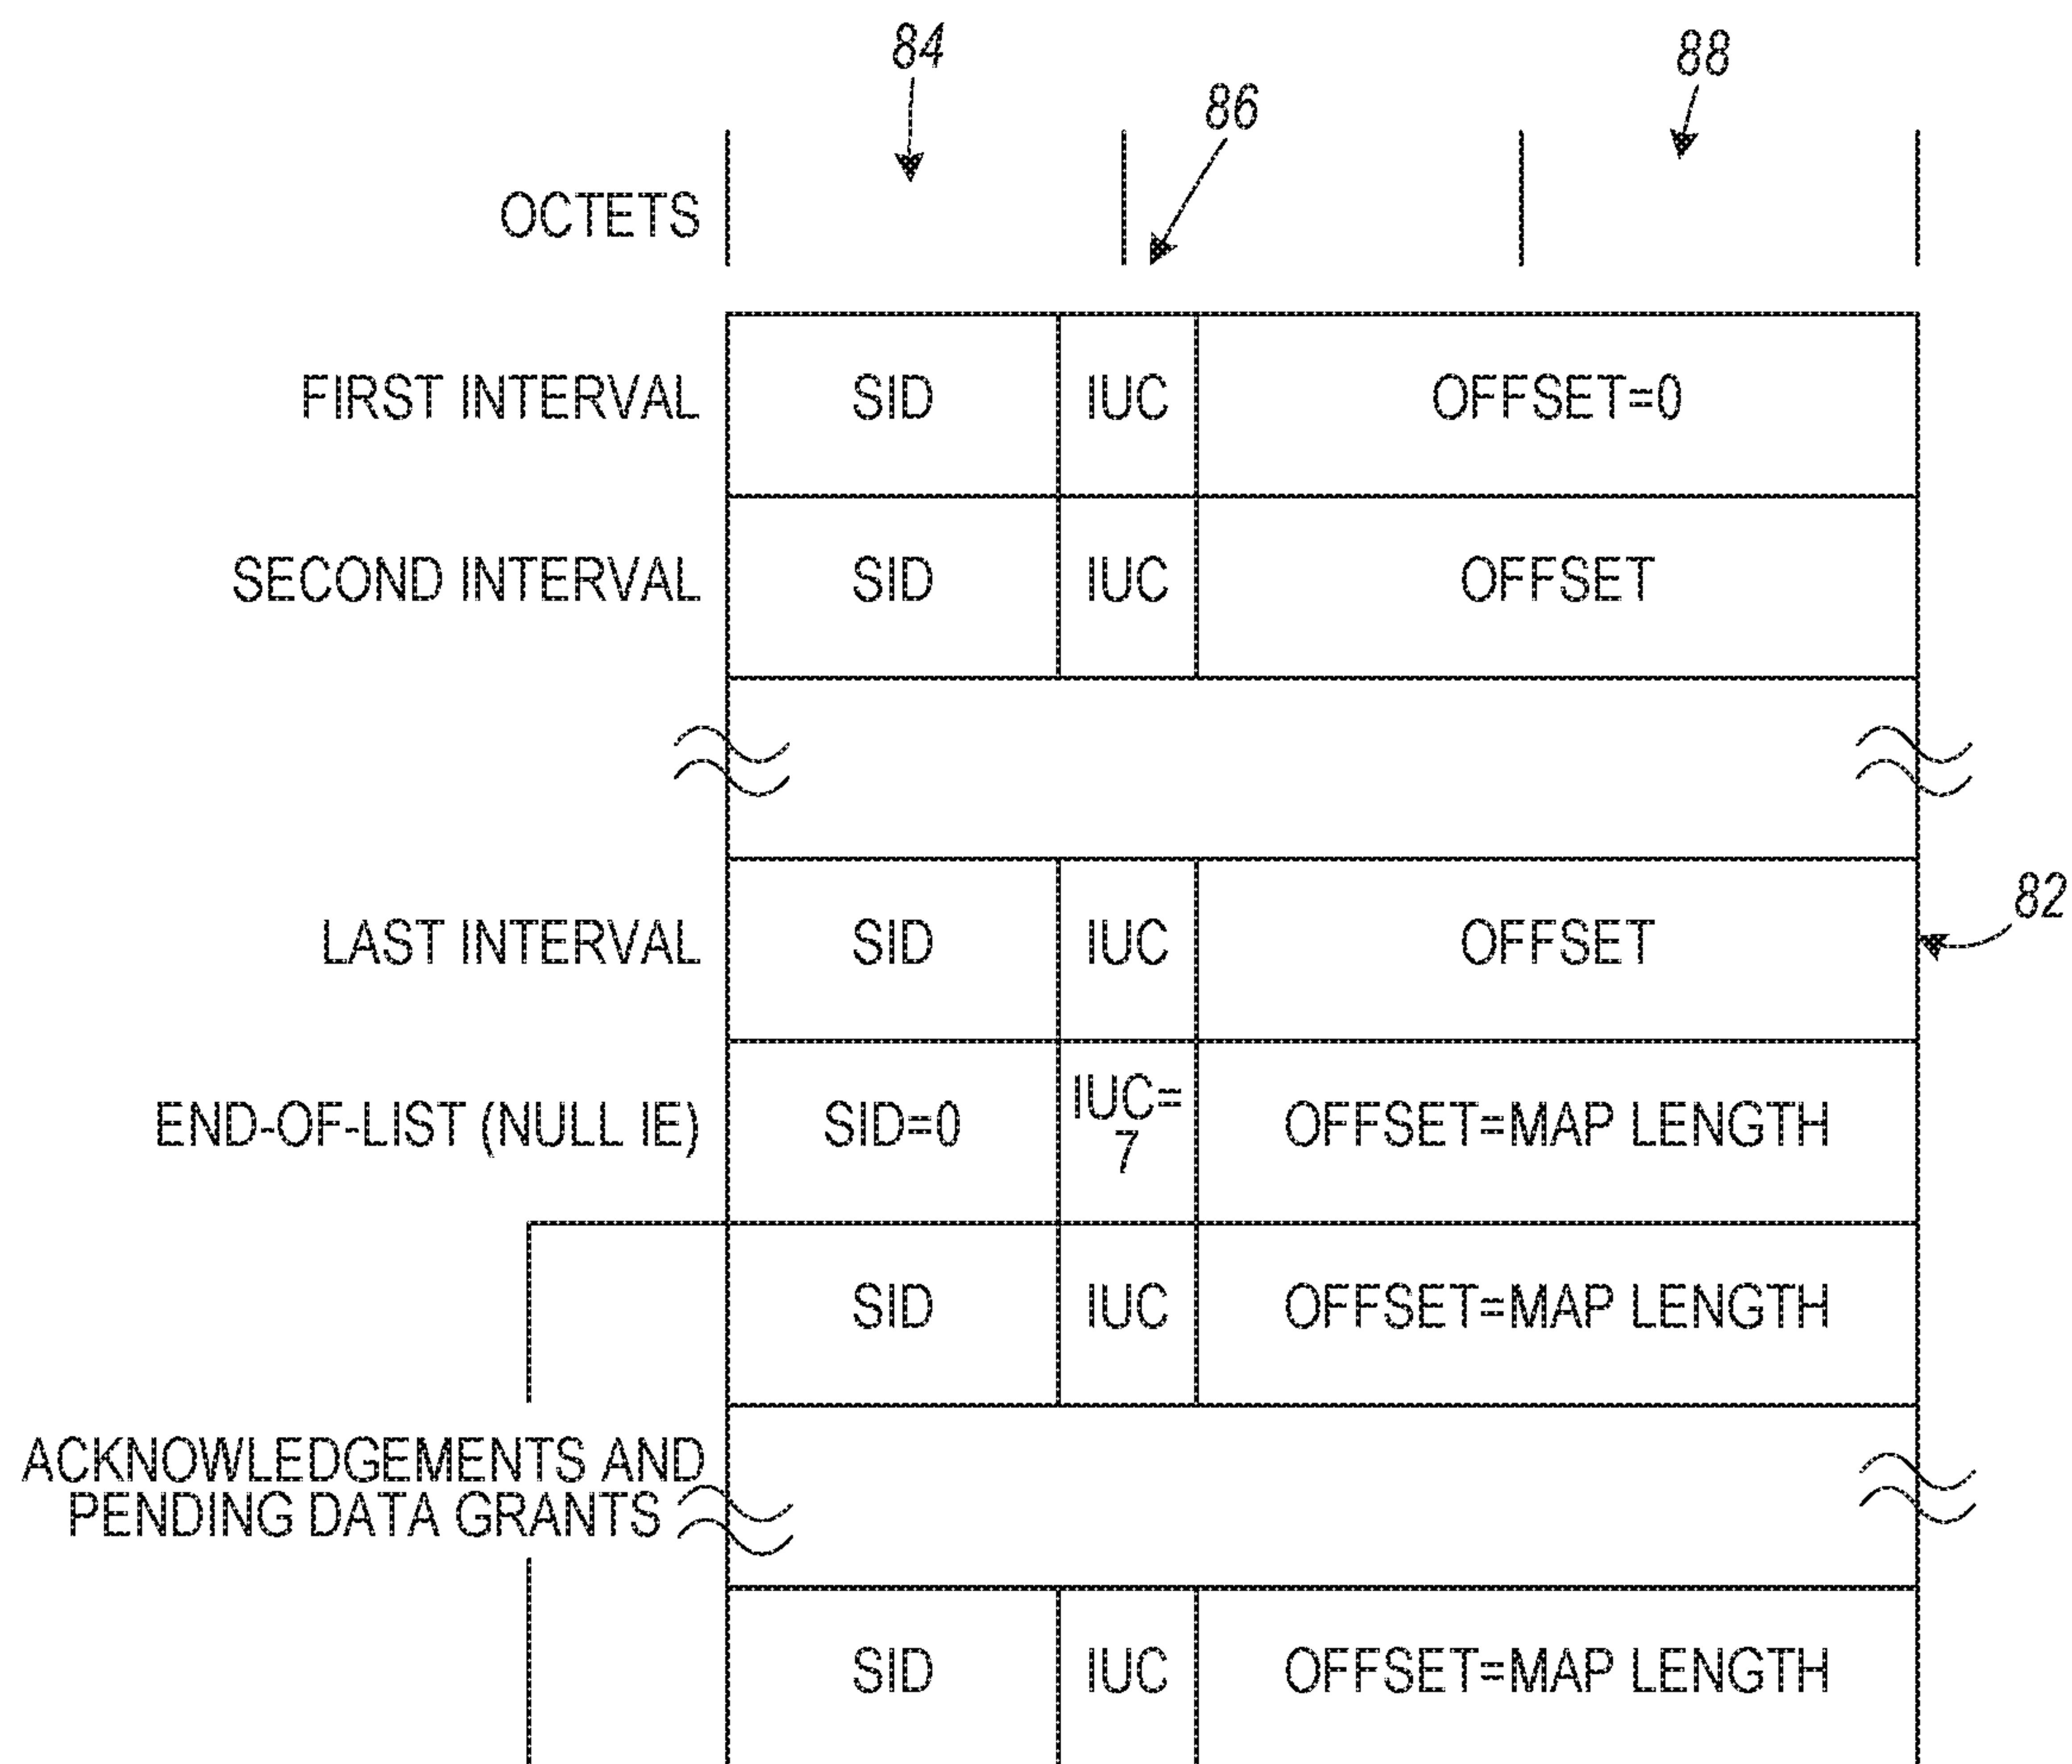 84
88
86
OCTETS
FIRST INTERVAL SID IUC OFFSET=0
SECOND INTERVAL SID IUC OFFSET
LAST INTERVAL SID IUC OFFSET
82
END-OF-LIST (NULL IE) SID=0 IUC= OFFSET=MAP LENGTH
7
SID IUC OFFSET=MAP LENGTH
ACKNOWLEDGEMENTS AND
PENDING DATA GRANTS
SID IUC OFFSET=MAP LENGTH